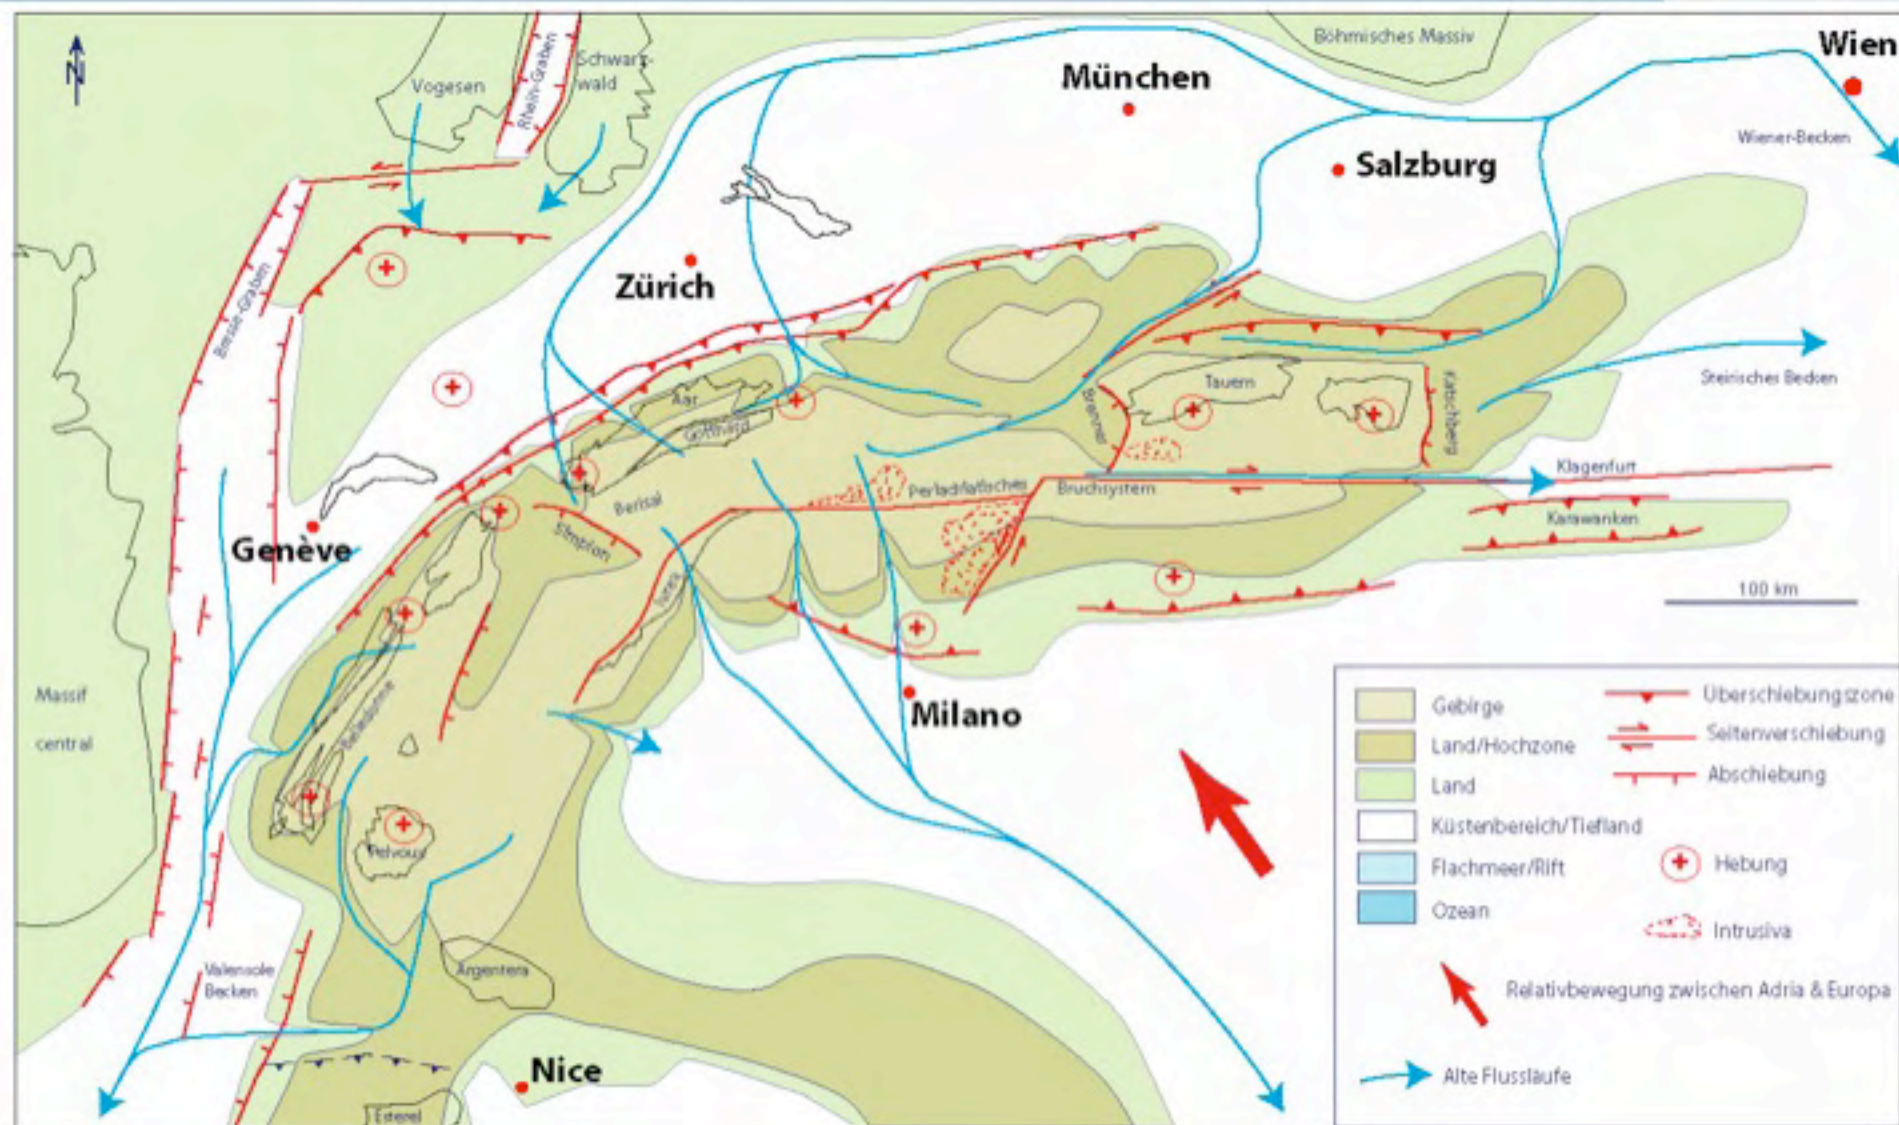 N
Vogesen
Rhein-Graben
Schwarz-
wald
Böhmisches Massiv
München
Wien
Wiener-Becken
Salzburg
Zürich
Bresse-Graben
Aar
Gotthard
Tauern
Brenner
Katschberg
Steirisches Becken
Berisal
Simplon
Periadriatisches
Bruchsystem
Klagenfurt
Karawanken
Genève
Ivrea
100 km
Massif
central
Belledonne
Milano
Pelvoux
Argentera
Valensole
Becken
Nice
Esterel
Gebirge
Land/Hochzone
Land
Küstenbereich/Tiefland
Flachmeer/Rift
Ozean
Überschiebungszone
Seitenverschiebung
Abschiebung
Hebung
Intrusiva
Relativbewegung zwischen Adria & Europa
Alte Flussläufe